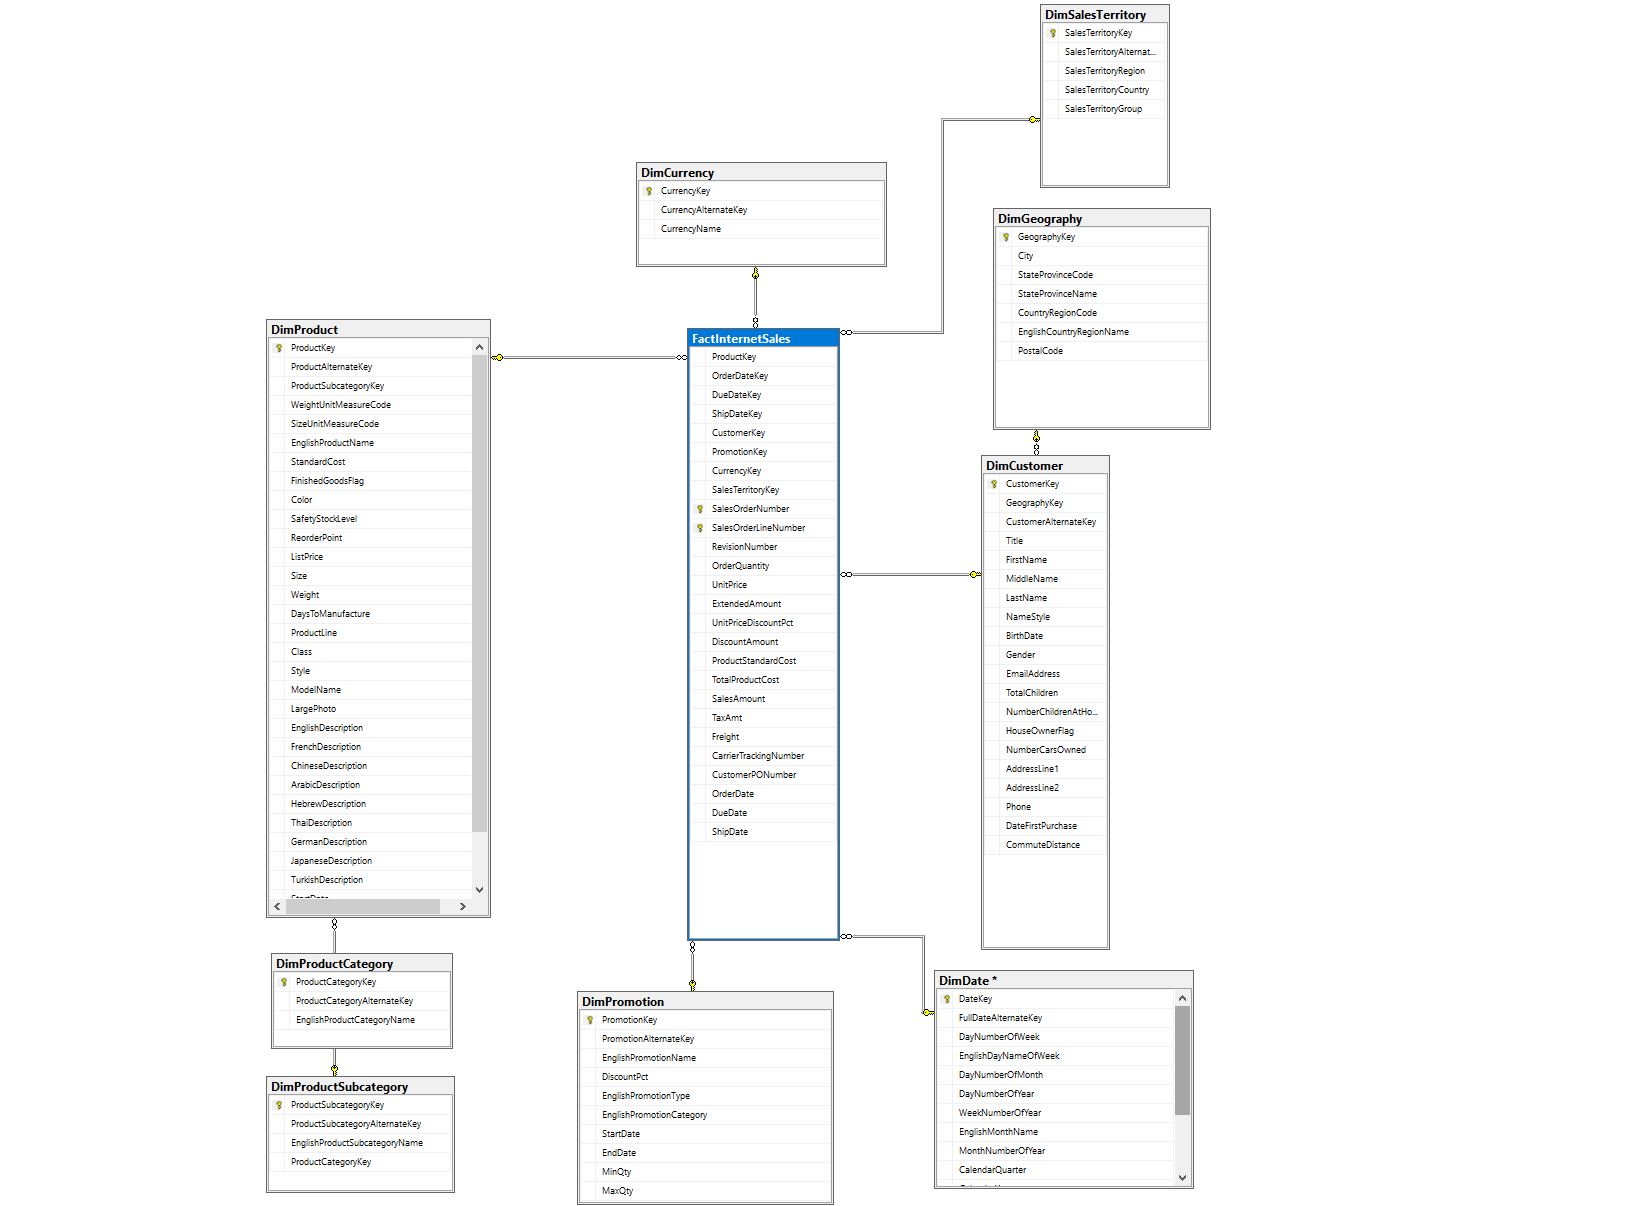 DimSalesTerritory
SalesTerritoryKey
SalesTerritoryAlternat...
SalesTerritoryRegion
SalesTerritoryCountry
SalesTerritoryGroup
DimCurrency
CurrencyKey
CurrencyAlternateKey
CurrencyName
DimGeography
GeographyKey
City
StateProvinceCode
StateProvinceName
CountryRegionCode
EnglishCountryRegionName
PostalCode
DimProduct
ProductKey
ProductAlternateKey
ProductSubcategoryKey
WeightUnitMeasureCode
SizeUnitMeasureCode
EnglishProductName
StandardCost
FinishedGoodsFlag
Color
SafetyStockLevel
ReorderPoint
ListPrice
Size
Weight
DaysToManufacture
ProductLine
Class
Style
ModelName
LargePhoto
EnglishDescription
FrenchDescription
ChineseDescription
ArabicDescription
HebrewDescription
ThaiDescription
GermanDescription
JapaneseDescription
TurkishDescription
FactInternetSales
ProductKey
OrderDateKey
DueDateKey
ShipDateKey
CustomerKey
PromotionKey
CurrencyKey
SalesTerritoryKey
SalesOrderNumber
SalesOrderLineNumber
RevisionNumber
OrderQuantity
UnitPrice
ExtendedAmount
UnitPriceDiscountPct
DiscountAmount
ProductStandardCost
TotalProductCost
SalesAmount
TaxAmt
Freight
CarrierTrackingNumber
CustomerPONumber
OrderDate
DueDate
ShipDate
DimCustomer
CustomerKey
GeographyKey
CustomerAlternateKey
Title
FirstName
MiddleName
LastName
NameStyle
BirthDate
Gender
EmailAddress
TotalChildren
NumberChildrenAtHo...
HouseOwnerFlag
NumberCarsOwned
AddressLine1
AddressLine2
Phone
DateFirstPurchase
CommuteDistance
DimProductCategory
ProductCategoryKey
ProductCategoryAlternateKey
EnglishProductCategoryName
DimProductSubcategory
ProductSubcategoryKey
ProductSubcategoryAlternateKey
EnglishProductSubcategoryName
ProductCategoryKey
DimPromotion
PromotionKey
PromotionAlternateKey
EnglishPromotionName
DiscountPct
EnglishPromotionType
EnglishPromotionCategory
StartDate
EndDate
MinQty
MaxQty
DimDate *
DateKey
FullDateAlternateKey
DayNumberOfWeek
EnglishDayNameOfWeek
DayNumberOfMonth
DayNumberOfYear
WeekNumberOfYear
EnglishMonthName
MonthNumberOfYear
CalendarQuarter